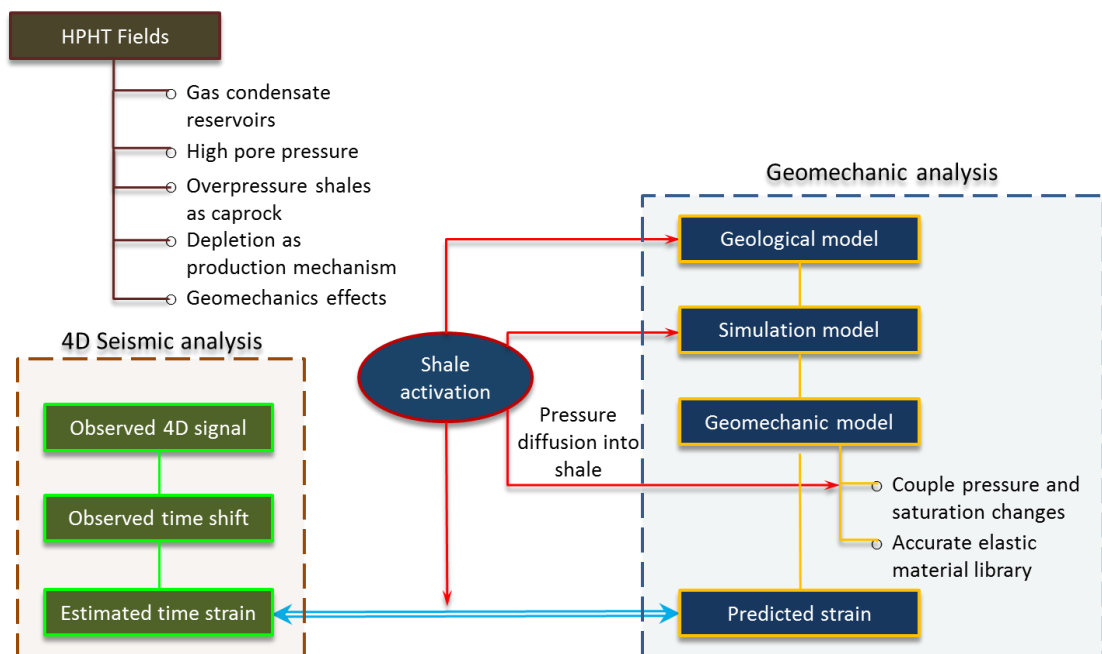 HPHT Fields
Gas condensate
reservoirs
High pore pressure
Overpressure shales
as caprock
Depletion as
production mechanism
Geomechanics effects
4D Seismic analysis
Observed 4D signal
Observed time shift
Estimated time strain
Shale
activation
Pressure
diffusion into
shale
Geomechanic analysis
Geological model
Simulation model
Geomechanic model
Couple pressure and
saturation changes
Accurate elastic
material library
Predicted strain